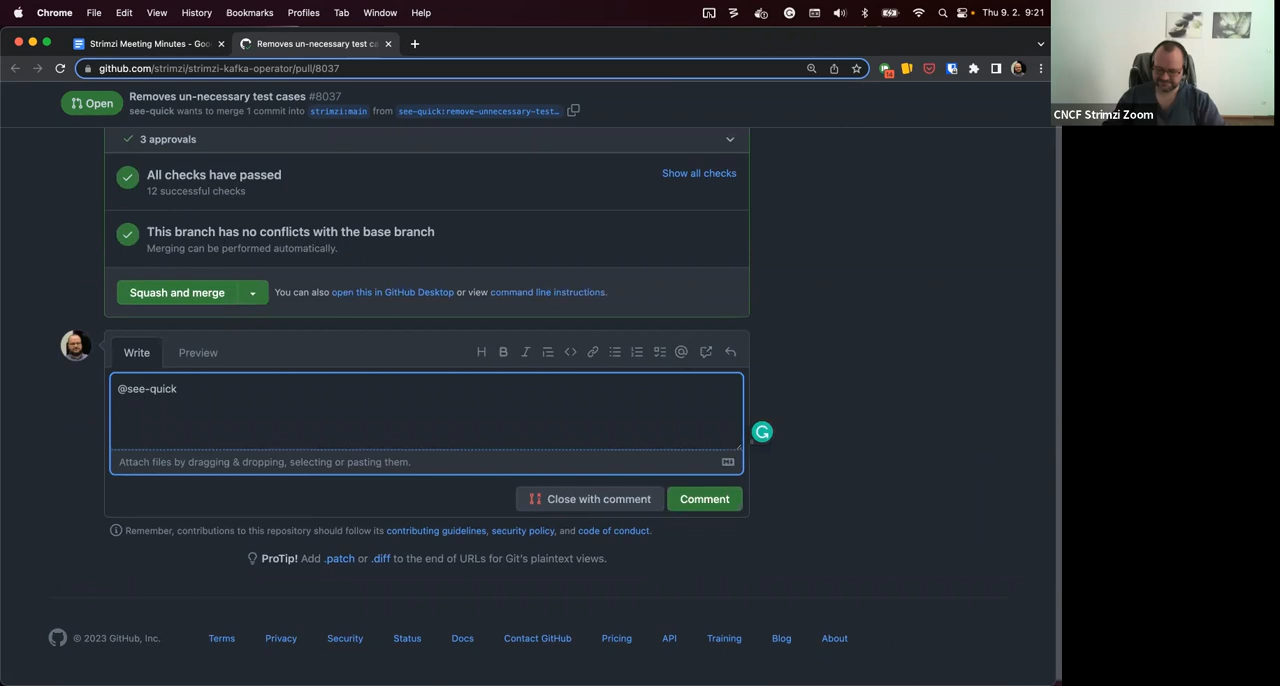 Chrome File Edit View History Bookmarks Profiles Tab Window Help Thu 9. 2. 9:21
Strimzi Meeting Minutes - Goo
Removes un-necessary test ca
github.com/strimzi/strimzi-kafka-operator/pull/8037
14
Open
Removes un-necessary test cases #8037
see-quick wants to merge 1 commit into strimzi:main from see-quick:remove-unnecessary-test…
CNCF Strimzi Zoom
3 approvals
All checks have passed
Show all checks
12 successful checks
This branch has no conflicts with the base branch
Merging can be performed automatically.
Squash and merge
You can also open this in GitHub Desktop or view command line instructions.
Write Preview
@see-quick
Attach files by dragging & dropping, selecting or pasting them.
Close with comment Comment
Remember, contributions to this repository should follow its contributing guidelines, security policy, and code of conduct.
ProTip! Add .patch or .diff to the end of URLs for Git's plaintext views.
© 2023 GitHub, Inc. Terms Privacy Security Status Docs Contact GitHub Pricing API Training Blog About